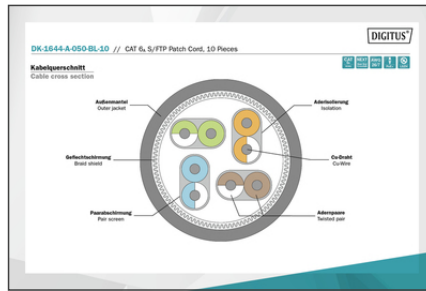 DIGITUS®
DK-1644-A-050-BL-10 // CAT 6A S/FTP Patch Cord, 10 Pieces
Kabelquerschnitt
Cable cross section
Außenmantel
Outer jacket
Aderisolierung
Isolation
Geflechtschirmung
Braid shield
Cu-Draht
Cu-Wire
Paarabschirmung
Pair screen
Adernpaare
Twisted pair